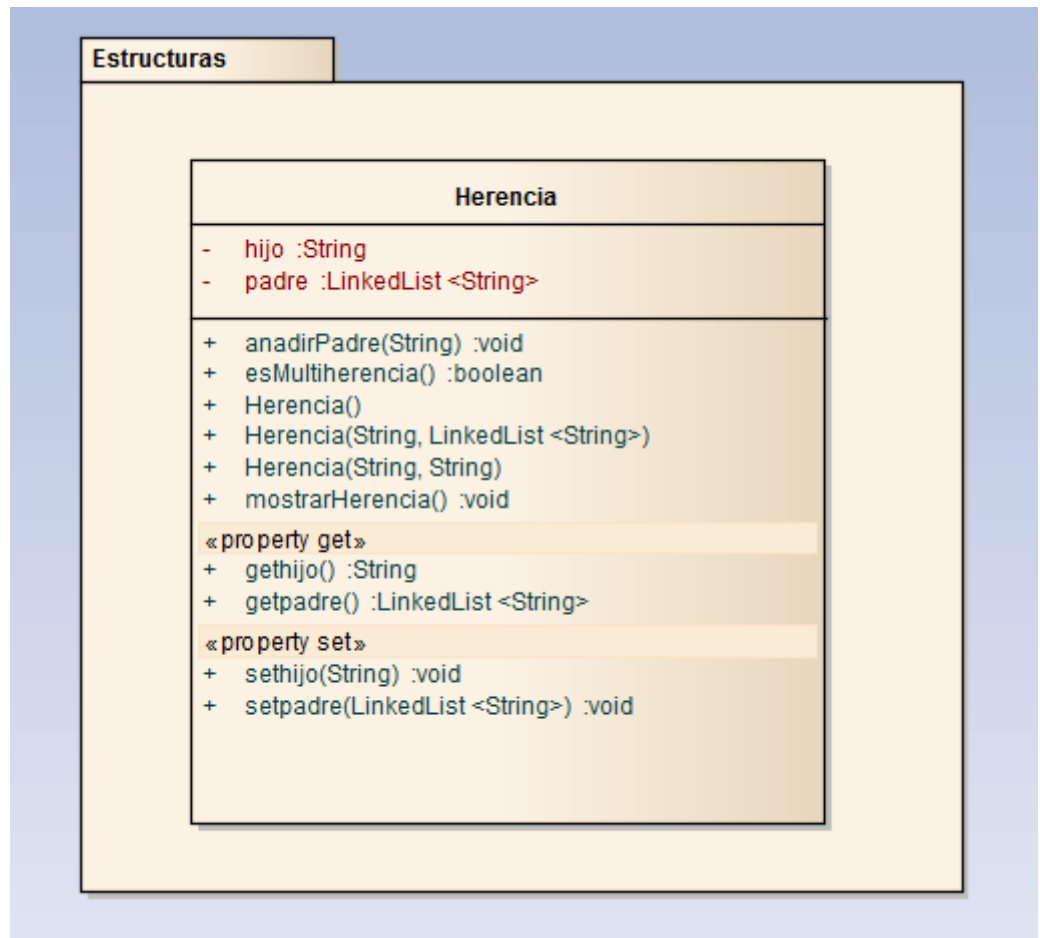 Estructuras
Herencia
- hijo :String
- padre :LinkedList <String>
+ anadirPadre(String) :void
+ esMultiherencia() :boolean
+ Herencia()
+ Herencia(String, LinkedList <String>)
+ Herencia(String, String)
+ mostrarHerencia() :void
«property get»
+ gethijo() :String
+ getpadre() :LinkedList <String>
«property set»
+ sethijo(String) :void
+ setpadre(LinkedList <String>) :void